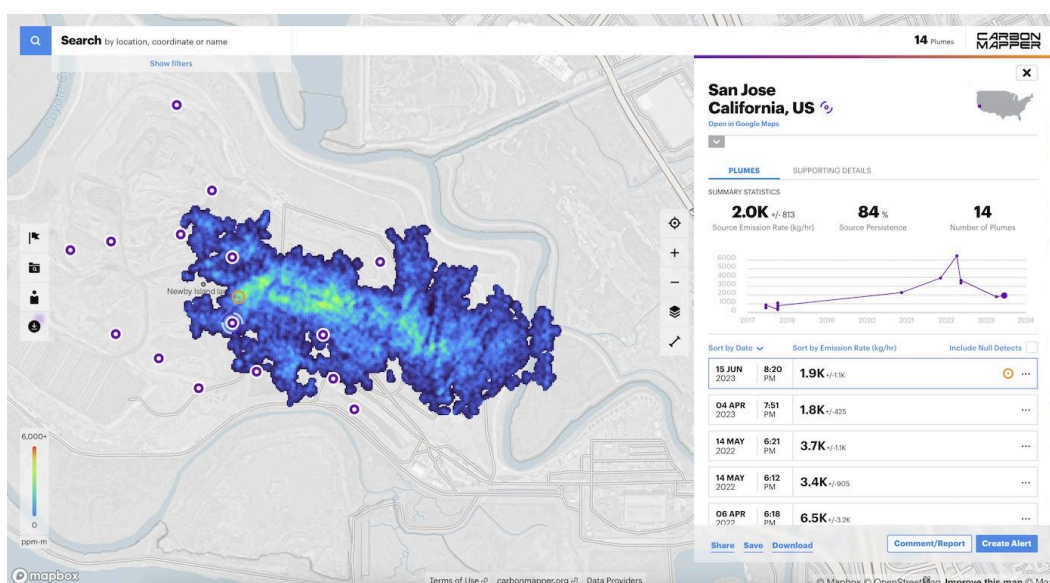 Search by location, coordinate or name
14 Plumes
CARBON
MAPPER
Show filters
Coyote C
Newby Island la
6,000+
0
ppm-m
mapbox
San Jose
California, US
Open in Google Maps
PLUMES
SUPPORTING DETAILS
SUMMARY STATISTICS
2.0K +/- 813
84 %
14
Source Emission Rate (kg/hr)
Source Persistence
Number of Plumes
6000
5000
4000
3000
2000
1000
0
2017 2018 2019 2020 2021 2022 2023 2024
Sort by Date
Sort by Emission Rate (kg/hr)
Include Null Detects
15 JUN 2023 8:20 PM 1.9K +/-1.1K
04 APR 2023 7:51 PM 1.8K +/-425
14 MAY 2022 6:21 PM 3.7K +/-1.1K
14 MAY 2022 6:12 PM 3.4K +/-905
06 APR 2022 6:18 PM 6.5K +/-3.2K
Share Save Download
Comment/Report
Create Alert
Terms of Use carbonmapper.org Data Providers
© Mapbox © OpenStreetMap Improve this map © Ma